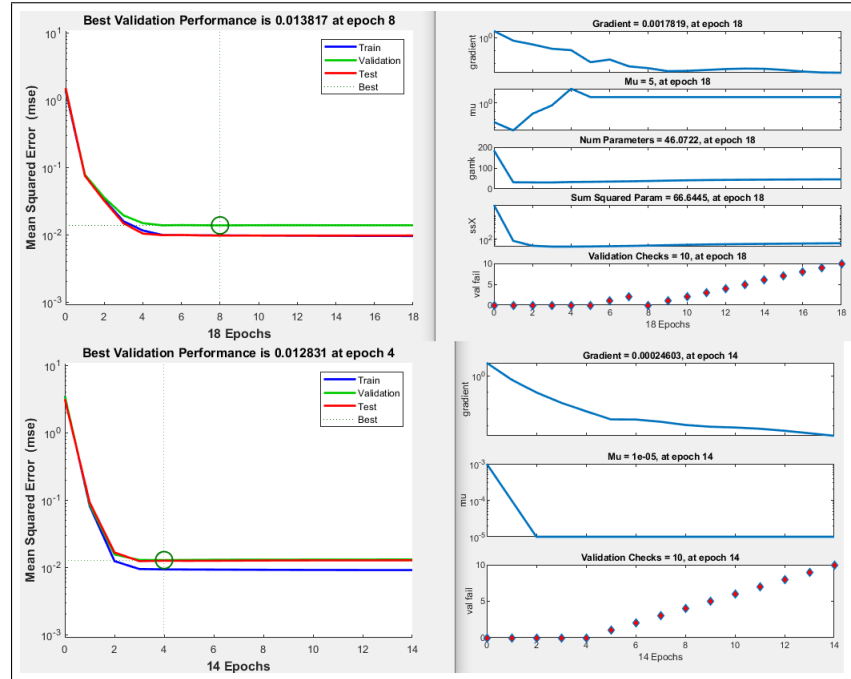 Best Validation Performance is 0.013817 at epoch 8
Mean Squared Error (mse)
10^1
10^0
10^-1
10^-2
10^-3
Train
Validation
Test
Best
0 2 4 6 8 10 12 14 16 18
18 Epochs
Gradient = 0.0017819, at epoch 18
gradient
10^0
Mu = 5, at epoch 18
mu
10^0
Num Parameters = 46.0722, at epoch 18
gamk
200
100
0
Sum Squared Param = 66.6445, at epoch 18
ssX
10^2
Validation Checks = 10, at epoch 18
val fail
10
5
0
0 2 4 6 8 10 12 14 16 18
18 Epochs
Best Validation Performance is 0.012831 at epoch 4
Mean Squared Error (mse)
10^1
10^0
10^-1
10^-2
10^-3
Train
Validation
Test
Best
0 2 4 6 8 10 12 14
14 Epochs
Gradient = 0.00024603, at epoch 14
gradient
10^0
Mu = 1e-05, at epoch 14
mu
10^-3
10^-4
10^-5
Validation Checks = 10, at epoch 14
val fail
10
5
0
0 2 4 6 8 10 12 14
14 Epochs